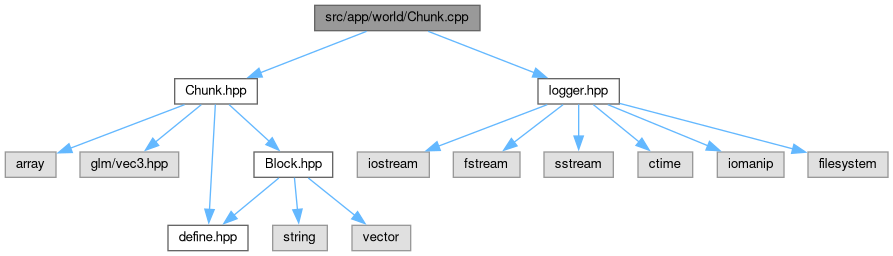 src/app/world/Chunk.cpp
Chunk.hpp
logger.hpp
array
glm/vec3.hpp
Block.hpp
iostream
fstream
sstream
ctime
iomanip
filesystem
define.hpp
string
vector